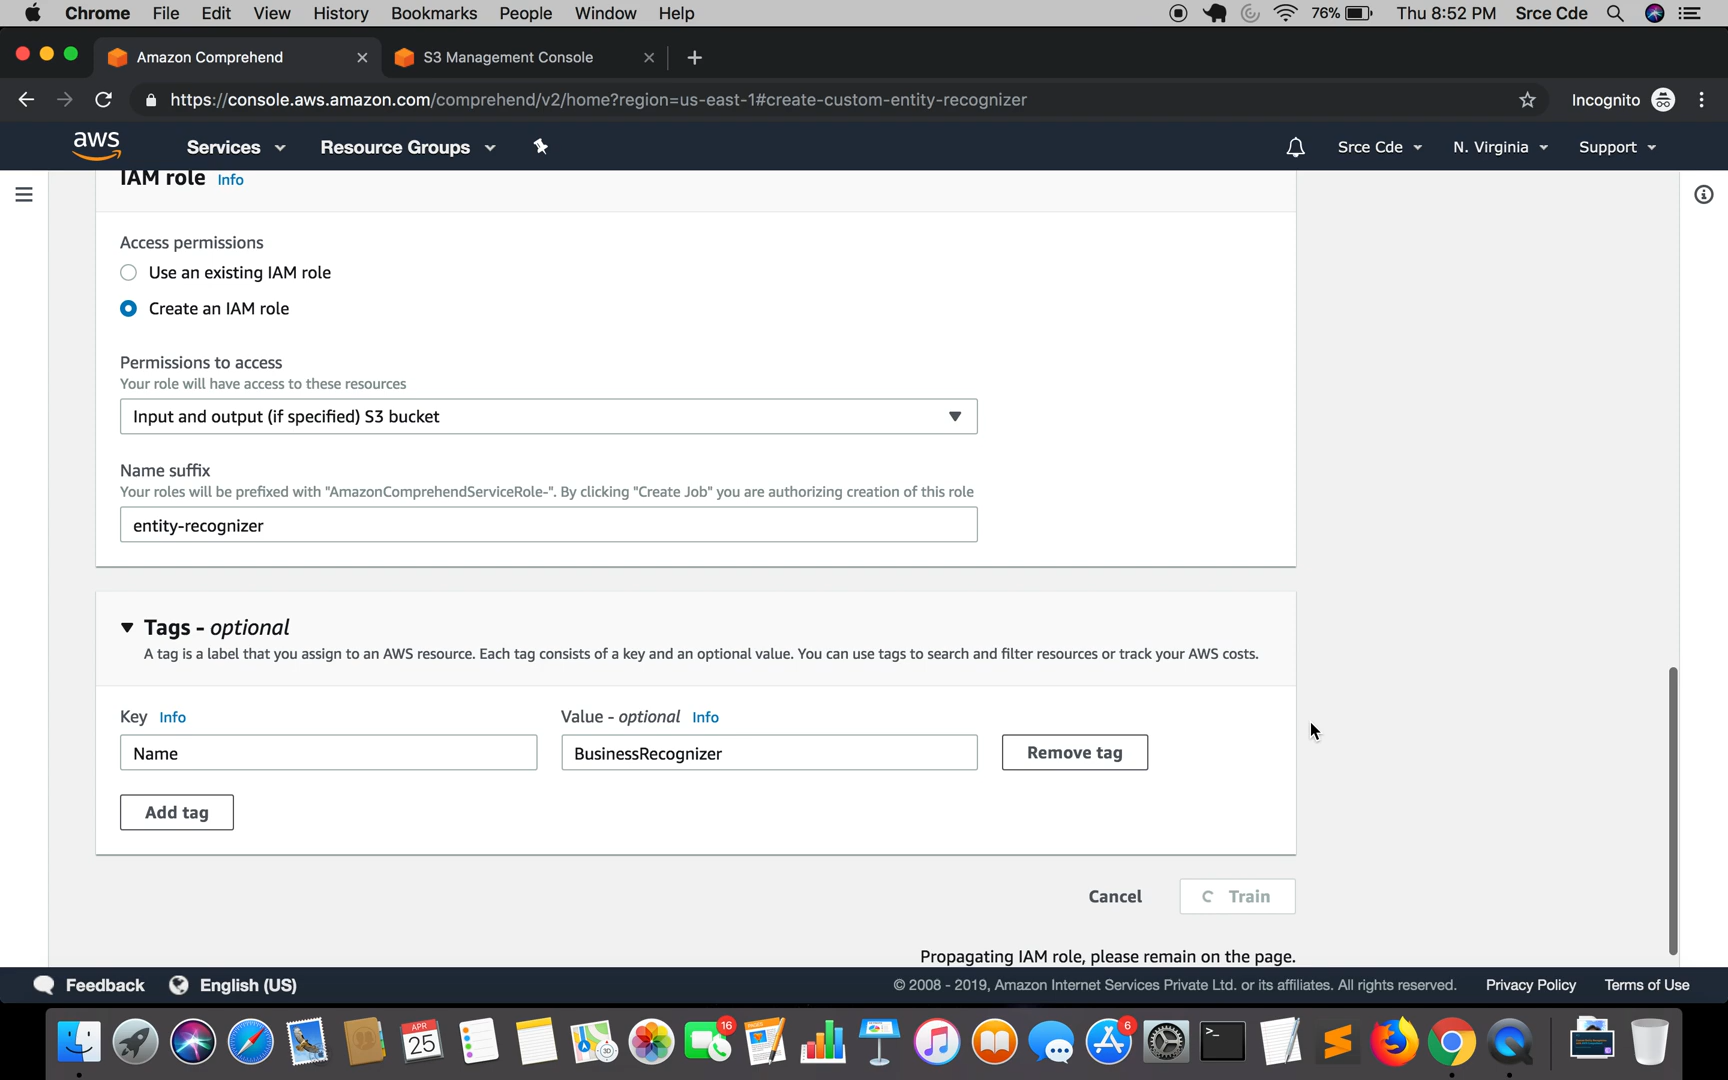 Chrome File Edit View History Bookmarks People Window Help 76% Thu 8:52 PM Srce Cde
Amazon Comprehend S3 Management Console
https://console.aws.amazon.com/comprehend/v2/home?region=us-east-1#create-custom-entity-recognizer Incognito
aws Services Resource Groups Srce Cde N. Virginia Support
IAM role Info
Access permissions
Use an existing IAM role
Create an IAM role
Permissions to access
Your role will have access to these resources
Input and output (if specified) S3 bucket
Name suffix
Your roles will be prefixed with "AmazonComprehendServiceRole-". By clicking "Create Job" you are authorizing creation of this role
entity-recognizer
Tags - optional
A tag is a label that you assign to an AWS resource. Each tag consists of a key and an optional value. You can use tags to search and filter resources or track your AWS costs.
Key Info Value - optional Info
Name BusinessRecognizer Remove tag
Add tag
Cancel Train
Propagating IAM role, please remain on the page.
Feedback English (US) © 2008 - 2019, Amazon Internet Services Private Ltd. or its affiliates. All rights reserved. Privacy Policy Terms of Use
APR 16 6
25